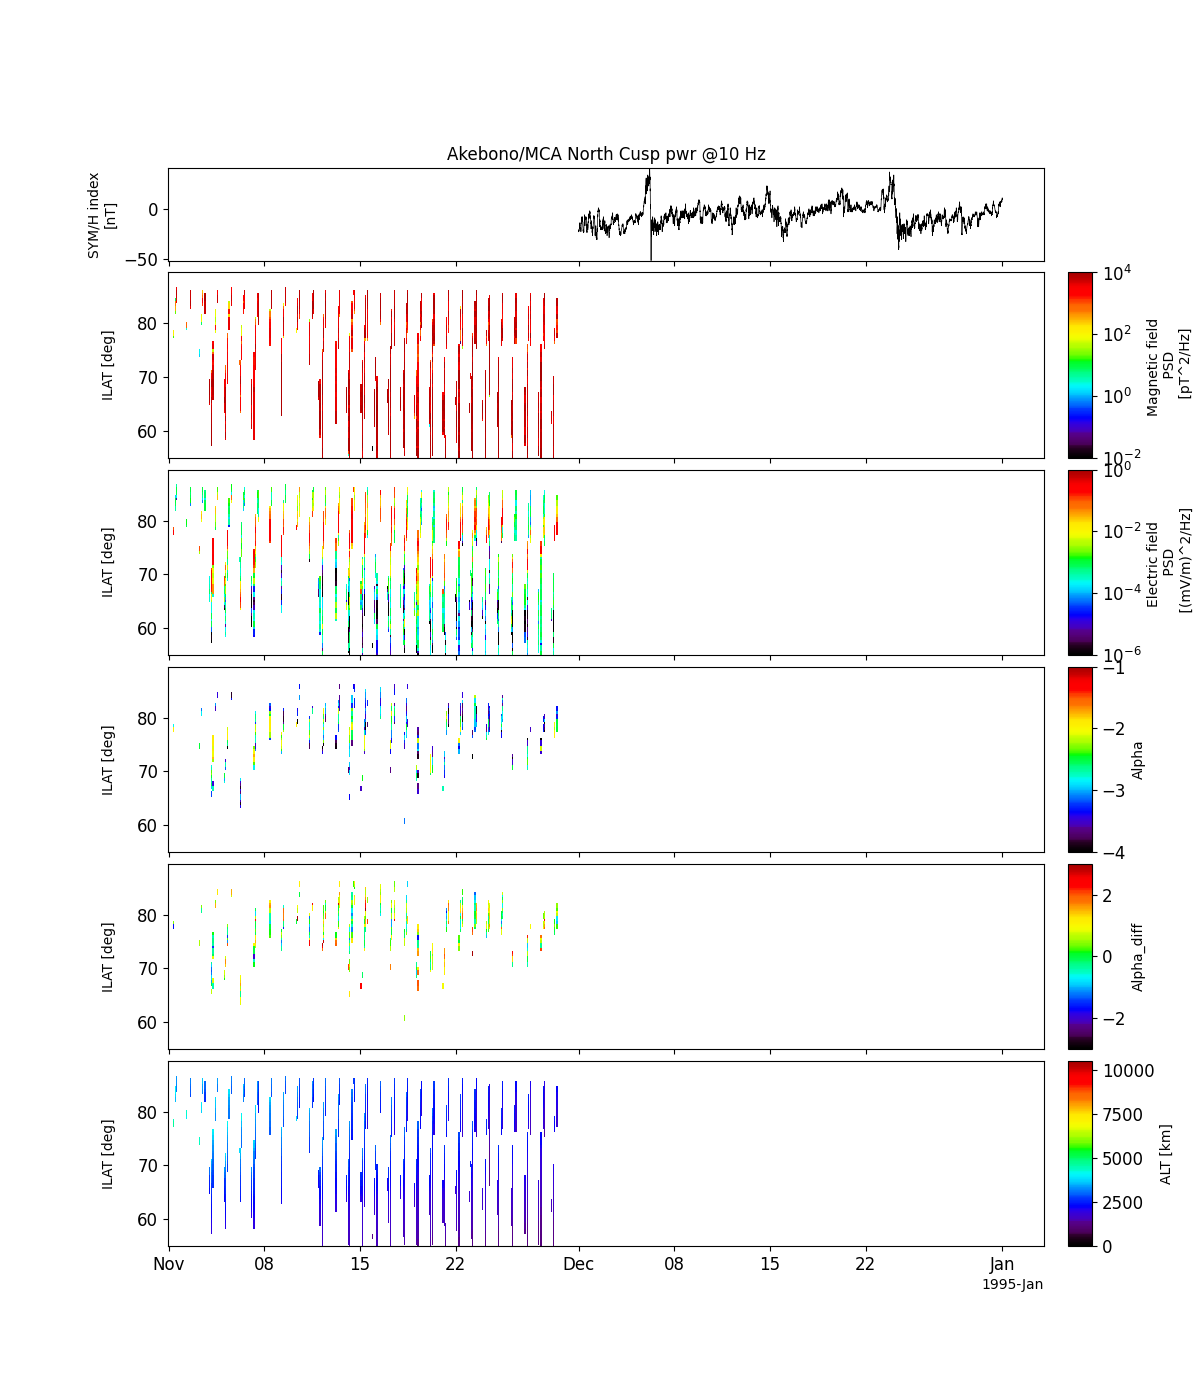 Akebono/MCA North Cusp pwr @10 Hz
SYM/H index
[nT]
0
−50
ILAT [deg]
80
70
60
10^4
10^2
10^0
10^−2
Magnetic field
PSD
[pT^2/Hz]
ILAT [deg]
80
70
60
10^0
10^−2
10^−4
10^−6
Electric field
PSD
[(mV/m)^2/Hz]
ILAT [deg]
80
70
60
−1
−2
−3
−4
Alpha
ILAT [deg]
80
70
60
2
0
−2
Alpha_diff
ILAT [deg]
80
70
60
10000
7500
5000
2500
0
ALT [km]
Nov 08 15 22 Dec 08 15 22 Jan
1995-Jan